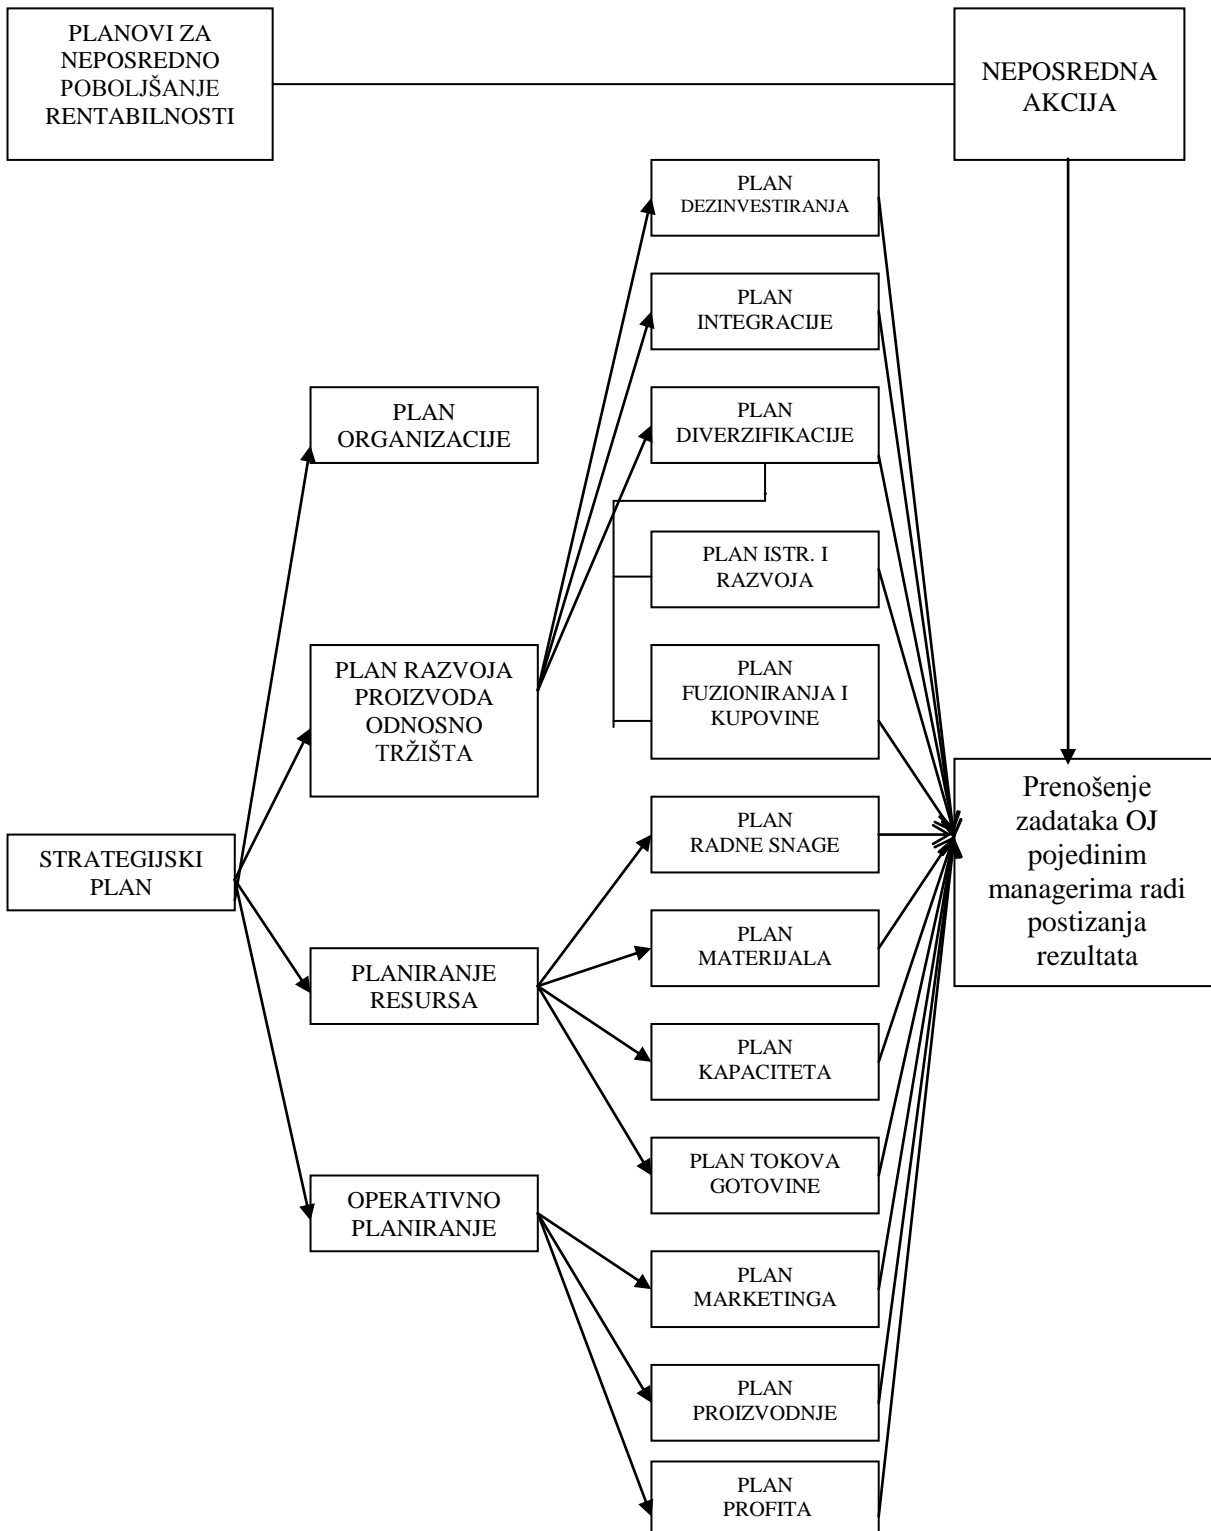 PLANOVI ZA
NEPOSREDNO
POBOLJŠANJE
RENTABILNOSTI
NEPOSREDNA
AKCIJA
PLAN
DEZINVESTIRANJA
PLAN
INTEGRACIJE
PLAN
ORGANIZACIJE
PLAN
DIVERZIFIKACIJE
PLAN ISTR. I
RAZVOJA
PLAN RAZVOJA
PROIZVODA
ODNOSNO
TRŽIŠTA
PLAN
FUZIONIRANJA I
KUPOVINE
Prenošenje
zadataka OJ
pojedinim
managerima radi
postizanja
rezultata
STRATEGIJSKI
PLAN
PLAN
RADNE SNAGE
PLAN
MATERIJALA
PLANIRANJE
RESURSA
PLAN
KAPACITETA
PLAN TOKOVA
GOTOVINE
OPERATIVNO
PLANIRANJE
PLAN
MARKETINGA
PLAN
PROIZVODNJE
PLAN
PROFITA